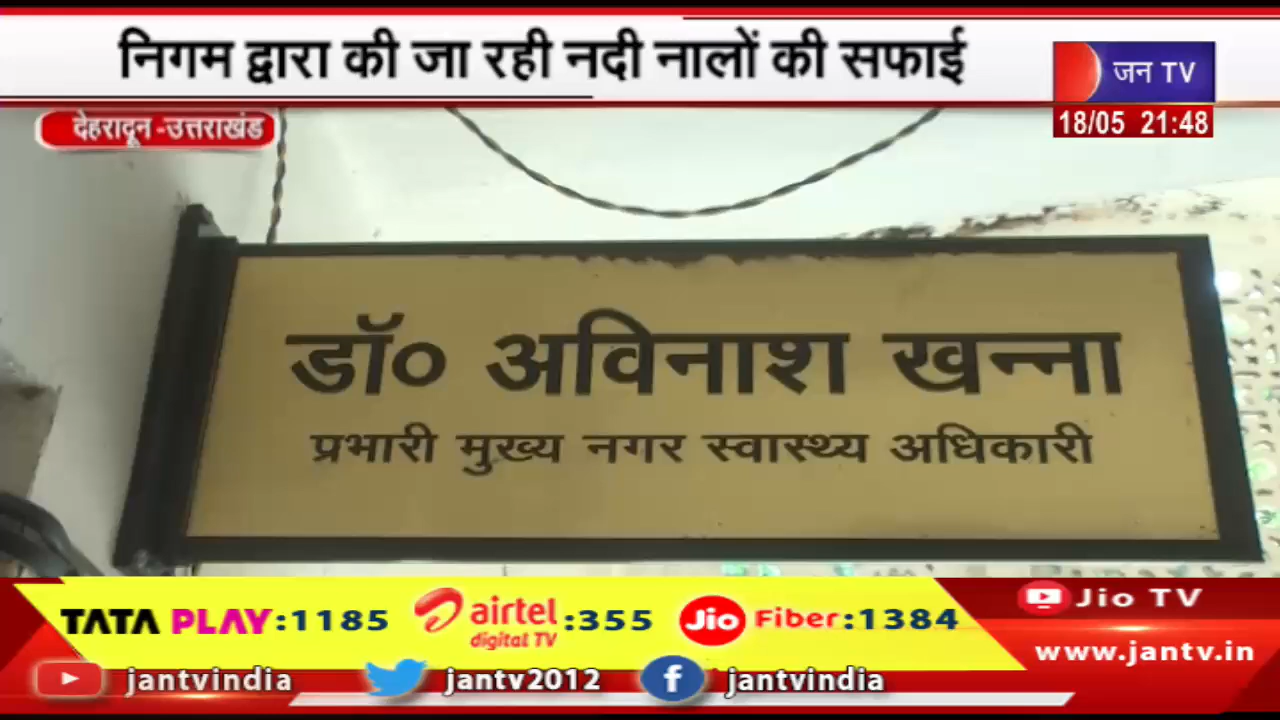 निगम द्वारा की जा रही नदी नालों की सफाई
जन TV
18/05 21:48
देहरादून -उत्तराखंड
डॉ० अविनाश खन्ना
प्रभारी मुख्य नगर स्वास्थ्य अधिकारी
TATA PLAY:1185 airtel digital TV:355 Jio Fiber:1384
Jio TV
www.jantv.in
jantvindia jantv2012 jantvindia